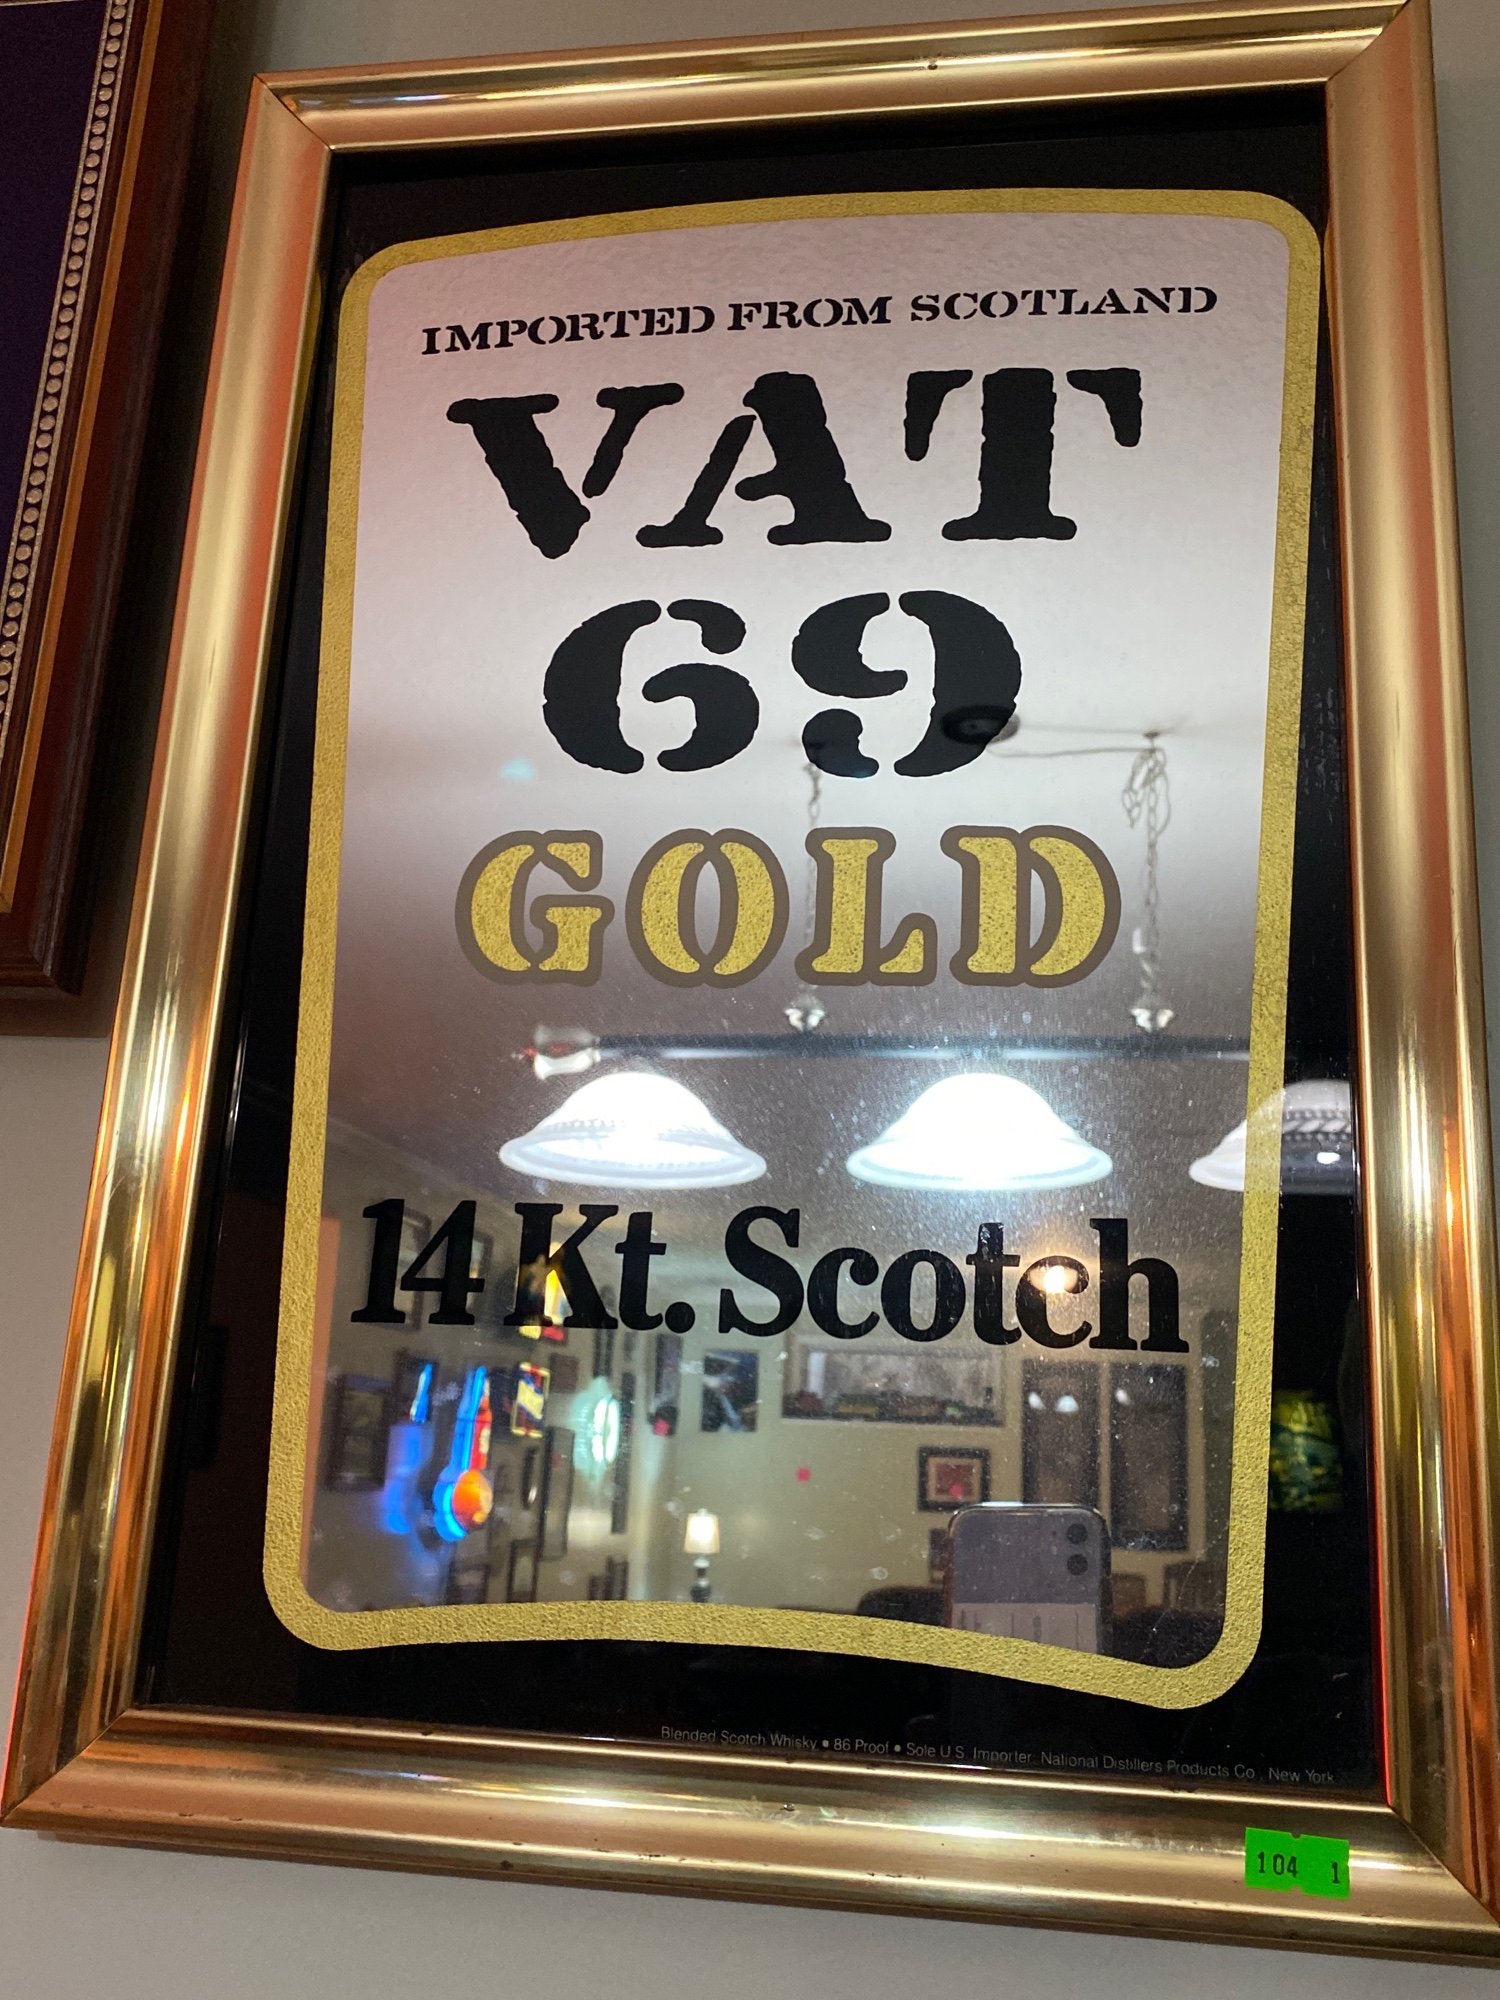 IMPORTED FROM SCOTLAND
VAT
69
GOLD
14 Kt. Scotch
Blended Scotch Whisky • 86 Proof • Sole U.S. Importer: National Distillers Products Co., New York
104 1